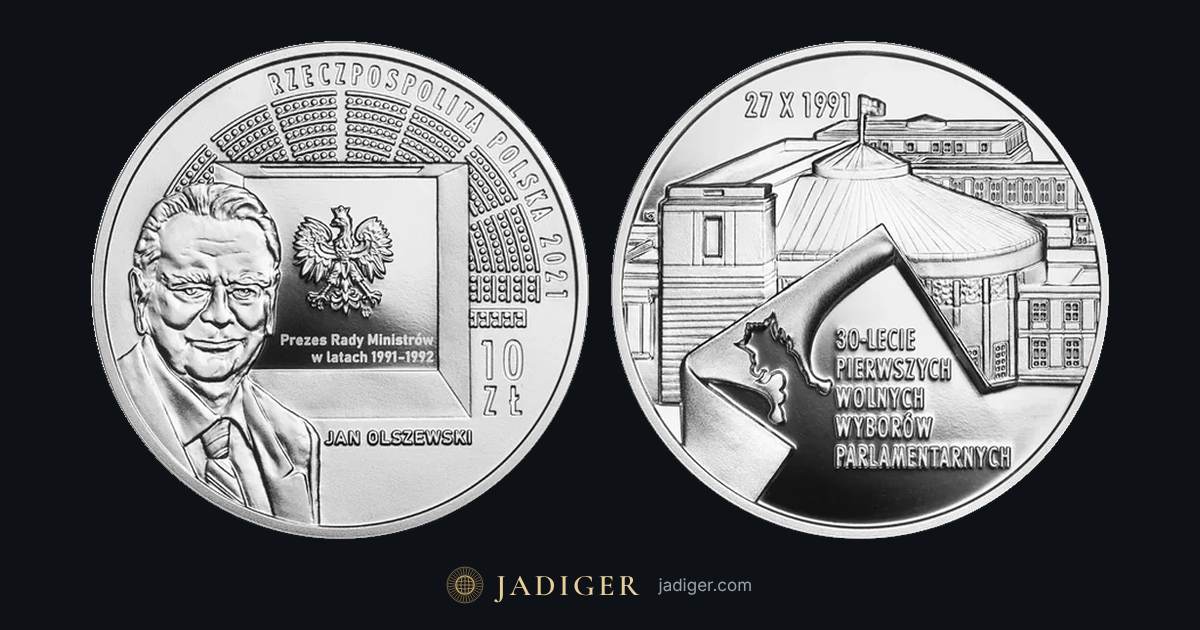 RZECZPOSPOLITA POLSKA 2021
Prezes Rady Ministrów
w latach 1991-1992
10
ZŁ
JAN OLSZEWSKI
27 X 1991
30-LECIE
PIERWSZYCH
WOLNYCH
WYBORÓW
PARLAMENTARNYCH
JADIGER jadiger.com